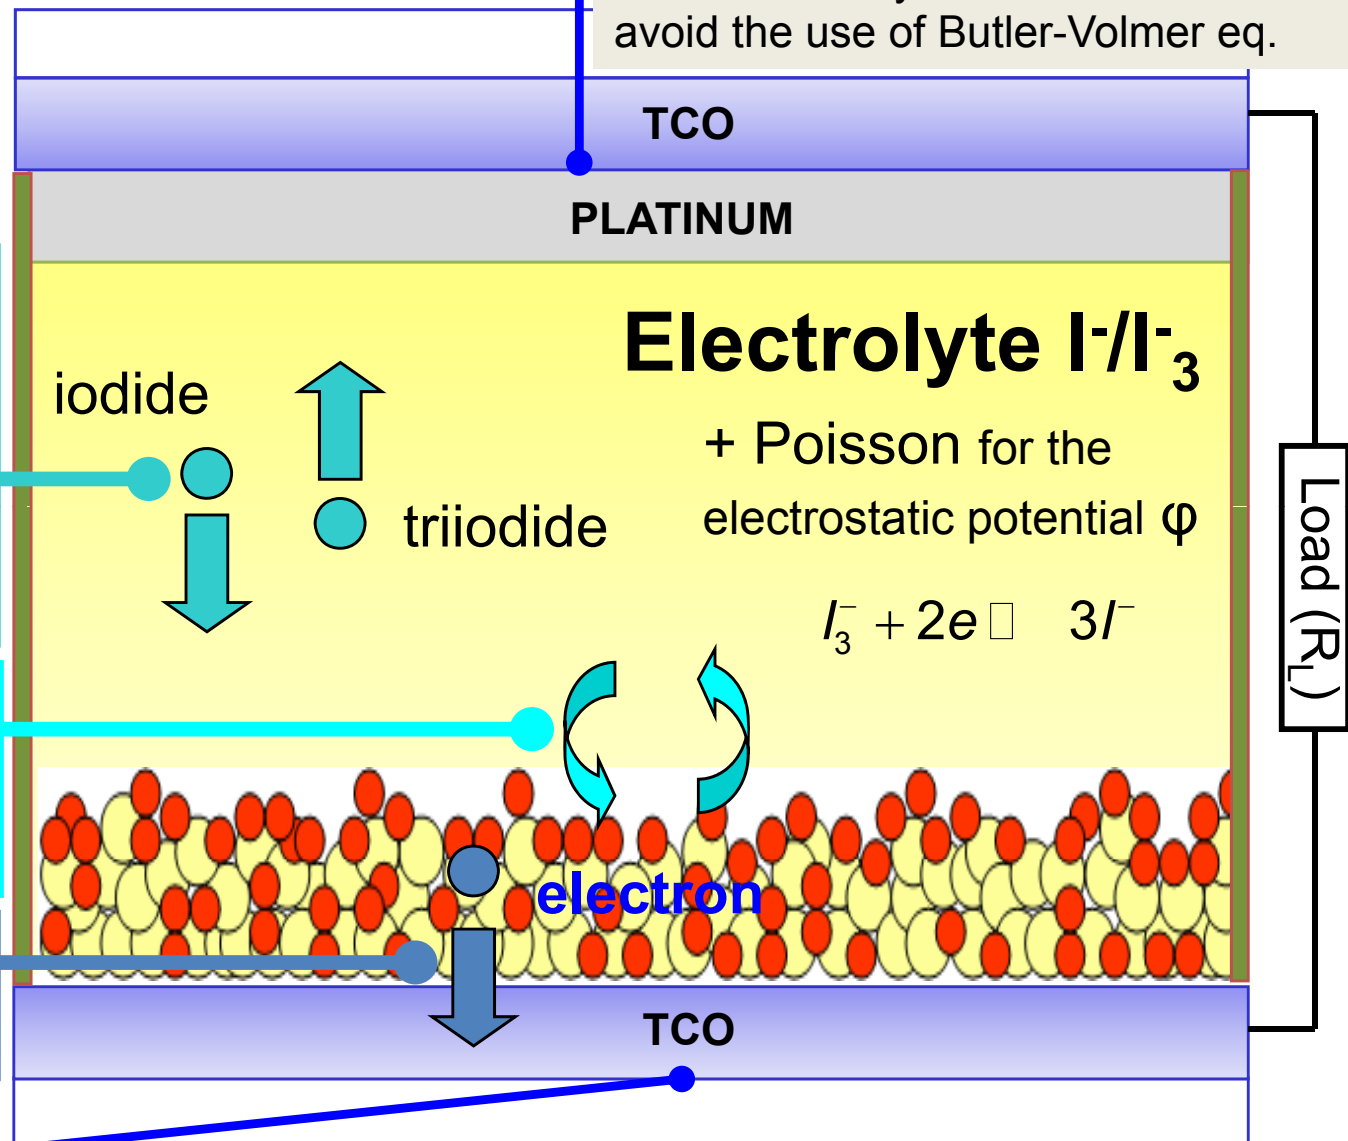 avoid the use of Butler-Volmer eq.
TCO
PLATINUM
Electrolyte I⁻/I⁻₃
iodide
+ Poisson for the
electrostatic potential φ
triiodide
I₃⁻ + 2e □ 3I⁻
Load (R_L)
electron
TCO